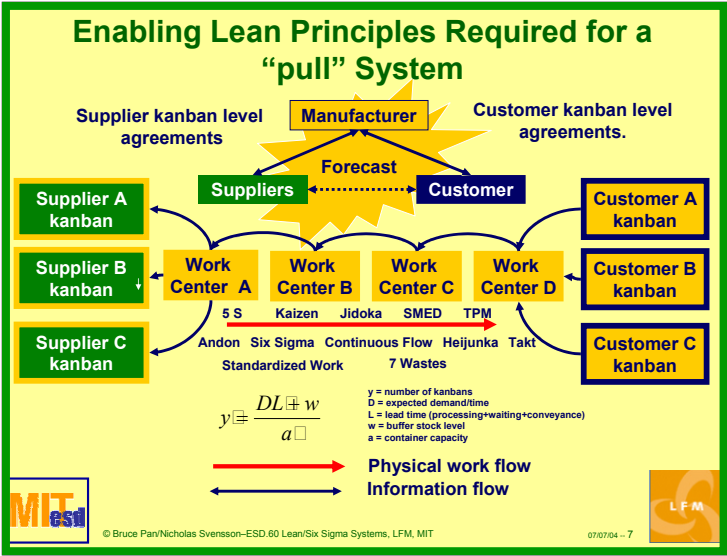 Enabling Lean Principles Required for a
“pull” System
Supplier kanban level
agreements
Manufacturer
Customer kanban level
agreements.
Forecast
Suppliers
Customer
Supplier A
kanban
Customer A
kanban
Supplier B
kanban
Work
Center A
Work
Center B
Work
Center C
Work
Center D
Customer B
kanban
5 S Kaizen Jidoka SMED TPM
Supplier C
kanban
Andon Six Sigma Continuous Flow Heijunka Takt
Customer C
kanban
Standardized Work 7 Wastes
y = DL + w
a
y = number of kanbans
D = expected demand/time
L = lead time (processing+waiting+conveyance)
w = buffer stock level
a = container capacity
Physical work flow
Information flow
MIT esd
LFM
© Bruce Pan/Nicholas Svensson–ESD.60 Lean/Six Sigma Systems, LFM, MIT
07/07/04 – 7